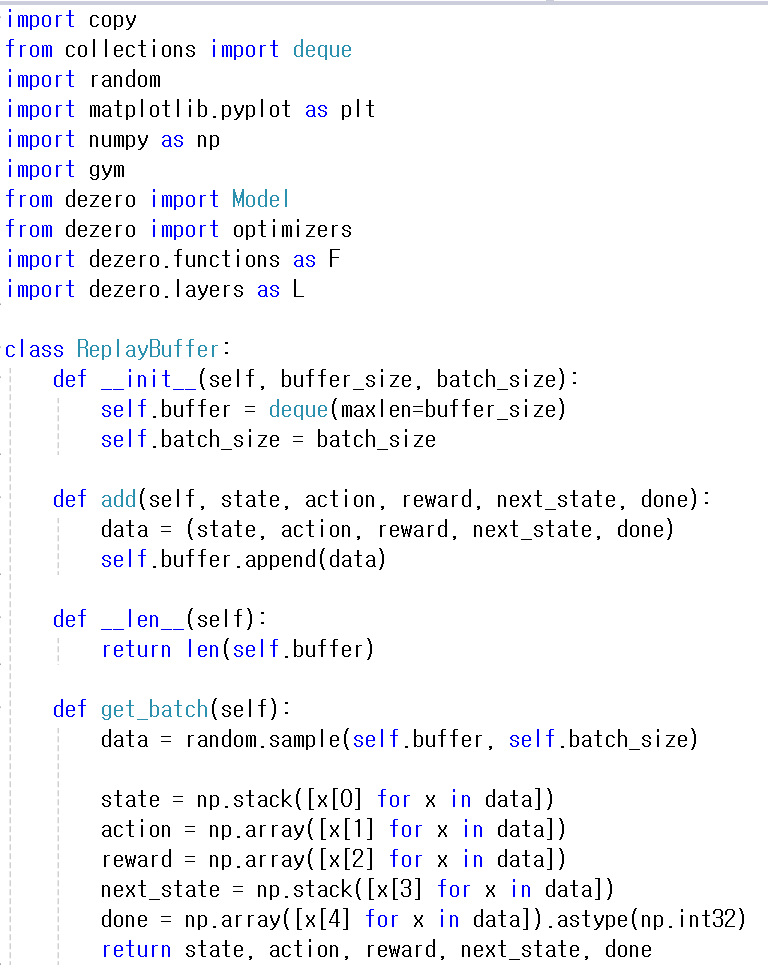 import copy
from collections import deque
import random
import matplotlib.pyplot as plt
import numpy as np
import gym
from dezero import Model
from dezero import optimizers
import dezero.functions as F
import dezero.layers as L

class ReplayBuffer:
    def __init__(self, buffer_size, batch_size):
        self.buffer = deque(maxlen=buffer_size)
        self.batch_size = batch_size

    def add(self, state, action, reward, next_state, done):
        data = (state, action, reward, next_state, done)
        self.buffer.append(data)

    def __len__(self):
        return len(self.buffer)

    def get_batch(self):
        data = random.sample(self.buffer, self.batch_size)

        state = np.stack([x[0] for x in data])
        action = np.array([x[1] for x in data])
        reward = np.array([x[2] for x in data])
        next_state = np.stack([x[3] for x in data])
        done = np.array([x[4] for x in data]).astype(np.int32)
        return state, action, reward, next_state, done